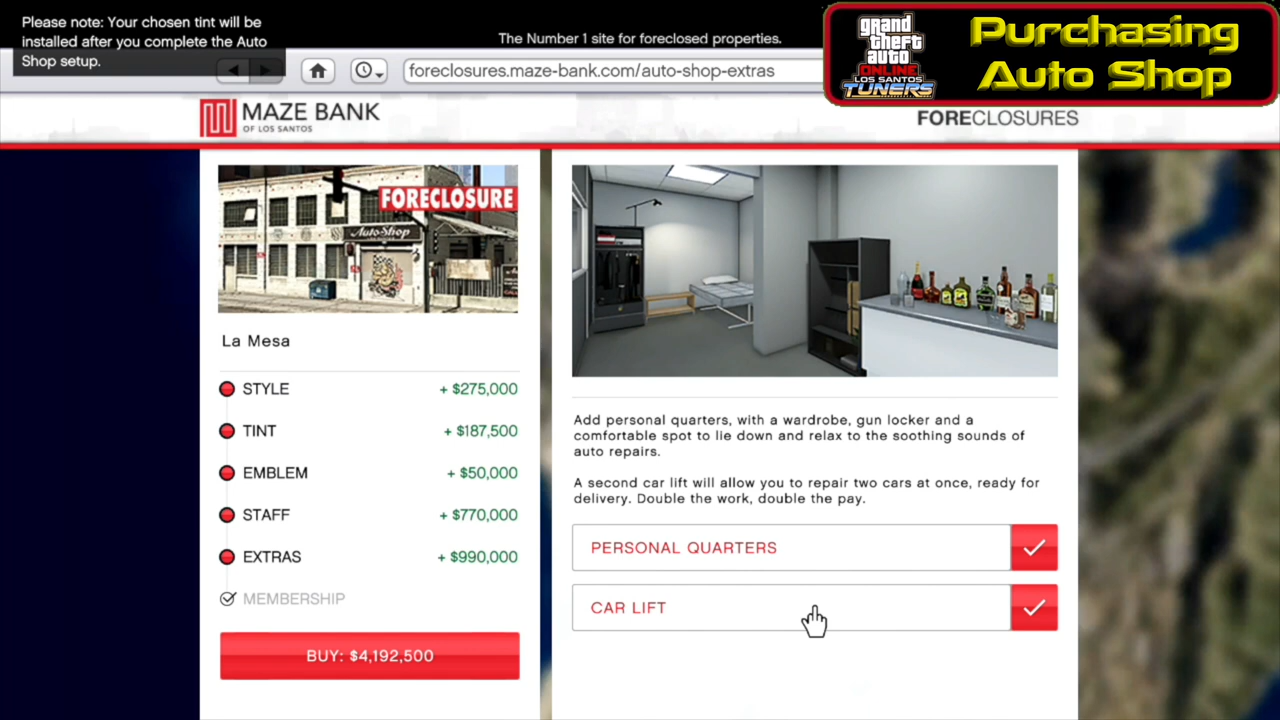 Please note: Your chosen tint will be
installed after you complete the Auto
Shop setup.
The Number 1 site for foreclosed properties.
grand
theft
auto
ONLINE
LOS SANTOS
TUNERS
Purchasing
Auto Shop
foreclosures.maze-bank.com/auto-shop-extras
MAZE BANK
OF LOS SANTOS
FORECLOSURES
FORECLOSURE
Auto Shop
La Mesa
STYLE + $275,000
TINT + $187,500
EMBLEM + $50,000
STAFF + $770,000
EXTRAS + $990,000
MEMBERSHIP
BUY: $4,192,500
Add personal quarters, with a wardrobe, gun locker and a
comfortable spot to lie down and relax to the soothing sounds of
auto repairs.
A second car lift will allow you to repair two cars at once, ready for
delivery. Double the work, double the pay.
PERSONAL QUARTERS
CAR LIFT